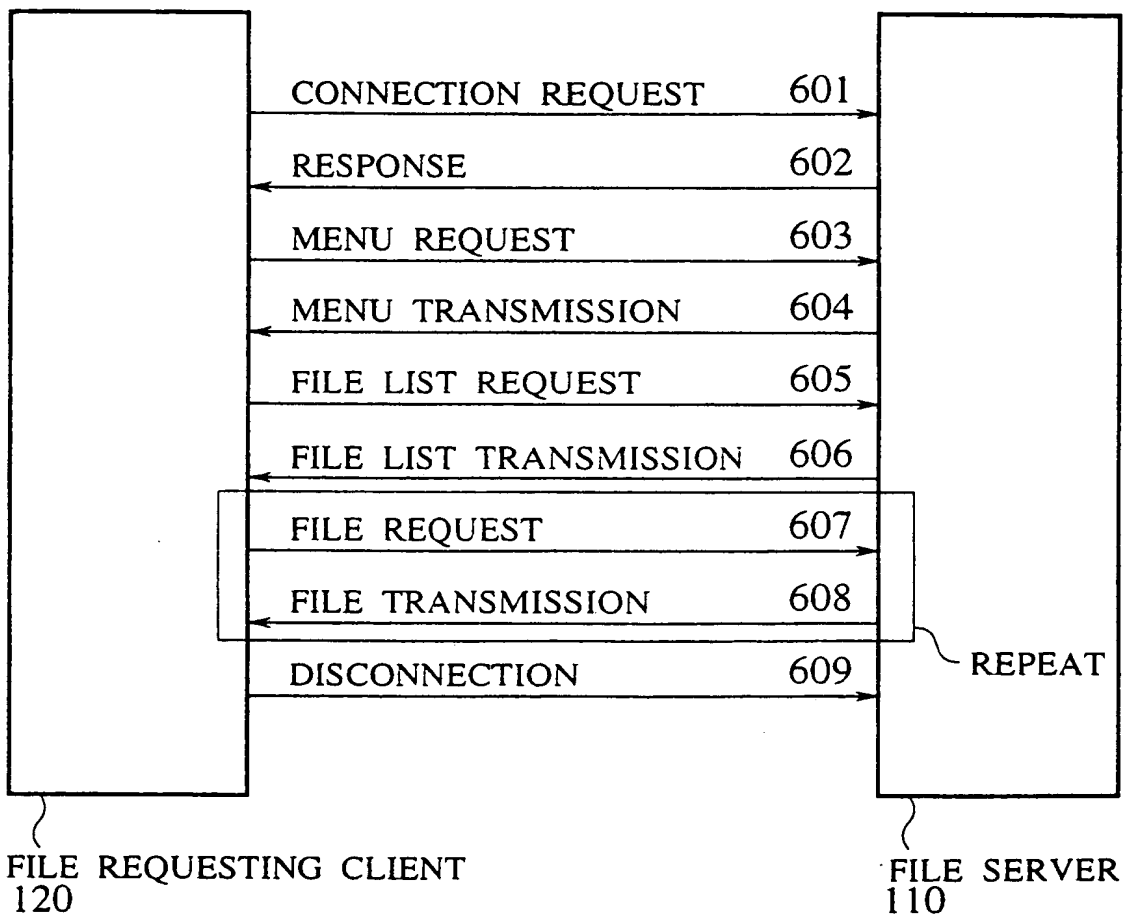 CONNECTION REQUEST 601
RESPONSE 602
MENU REQUEST 603
MENU TRANSMISSION 604
FILE LIST REQUEST 605
FILE LIST TRANSMISSION 606
FILE REQUEST 607
FILE TRANSMISSION 608
REPEAT
DISCONNECTION 609
FILE REQUESTING CLIENT
120
FILE SERVER
110